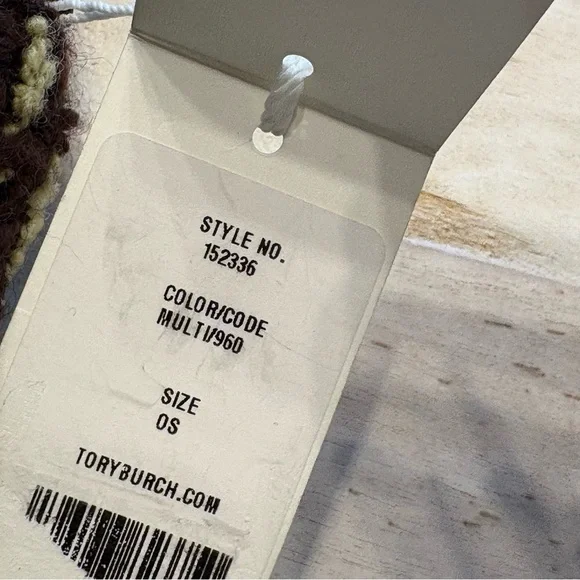 STYLE NO.
152336
COLOR/CODE
MULTI/960
SIZE
OS
TORYBURCH.COM